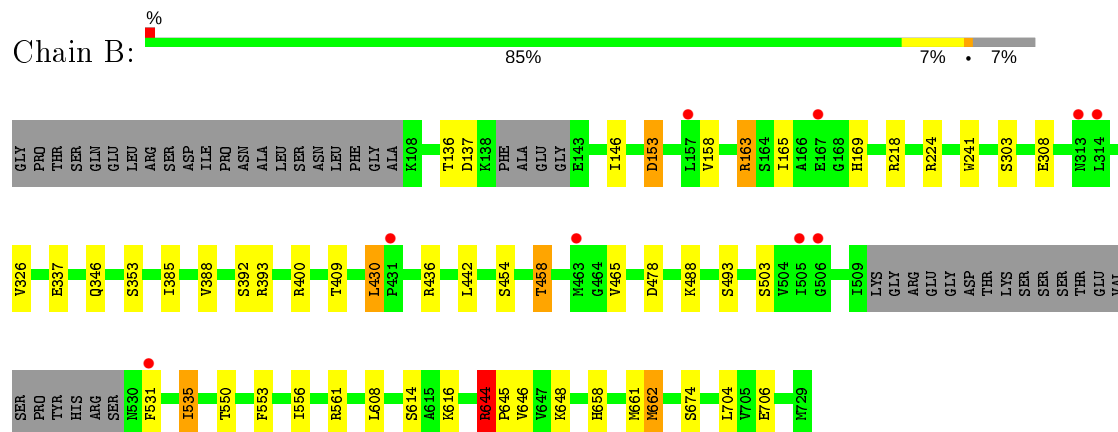 %
Chain B:
85% 7% • 7%
GLY PRO THR SER GLN GLU LEU ARG SER ASP ILE PRO ASN ALA LEU SER ASN LEU PHE GLY ALA K108 T136 D137 K138 PHE ALA GLU GLY E143 I146 D153 L157 V158 R163 S164 I165 A166 E167 G168 H169 R218 R224 W241 S303 E308 N313 L314
V326 E337 Q346 S353 I385 V388 S392 R393 R400 T409 L430 P431 R436 L442 S454 T458 M463 G464 V465 D478 K488 S493 S503 V504 I505 G506 I509 LYS GLY ARG GLU GLY ASP THR LYS SER SER SER THR GLU VAL
SER PRO TYR HIS ARG SER N530 F531 I535 T550 F553 I556 R561 L608 S614 A615 K616 R644 P645 V646 V647 K648 H658 M661 M662 S674 L704 V705 E706 M729